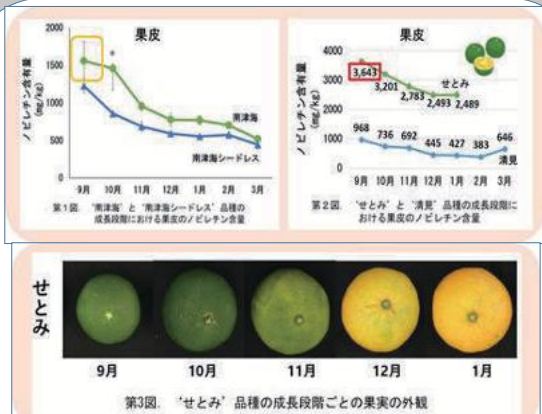 果皮
ノビレチン含有量
(mg/kg)
2000
1500
1000
500
0
*
南津海
南津海シードレス
9月 10月 11月 12月 1月 2月 3月
第1図. '南津海' と '南津海シードレス' 品種の
成長段階における果皮のノビレチン含量
果皮
ノビレチン含有量
(mg/kg)
4000
3000
2000
1000
0
3,643
3,201
2,783
2,493
2,489
せとみ
968
736
692
445
427
383
646
清見
9月 10月 11月 12月 1月 2月 3月
第2図. 'せとみ' と '清見' 品種の成長段階に
おける果皮のノビレチン含量
せとみ
9月 10月 11月 12月 1月
第3図. 'せとみ' 品種の成長段階ごとの果実の外観